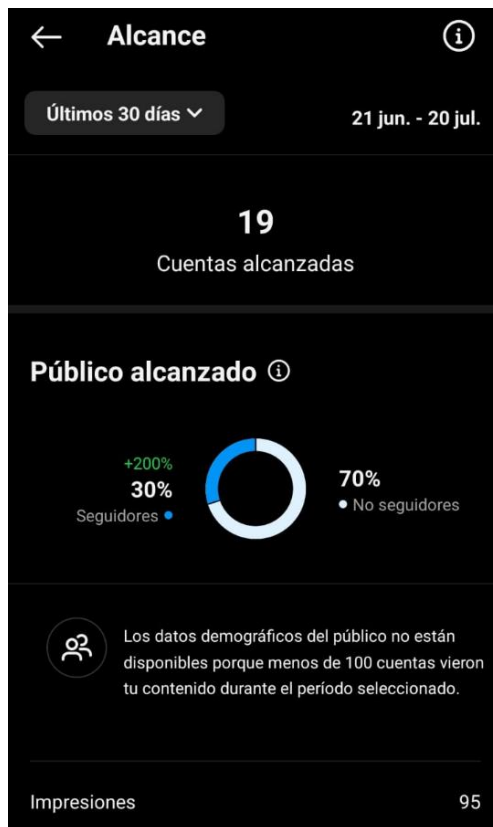 Alcance
Últimos 30 días
21 jun. - 20 jul.
19
Cuentas alcanzadas
Público alcanzado
+200%
30%
Seguidores
70%
No seguidores
Los datos demográficos del público no están
disponibles porque menos de 100 cuentas vieron
tu contenido durante el período seleccionado.
Impresiones 95